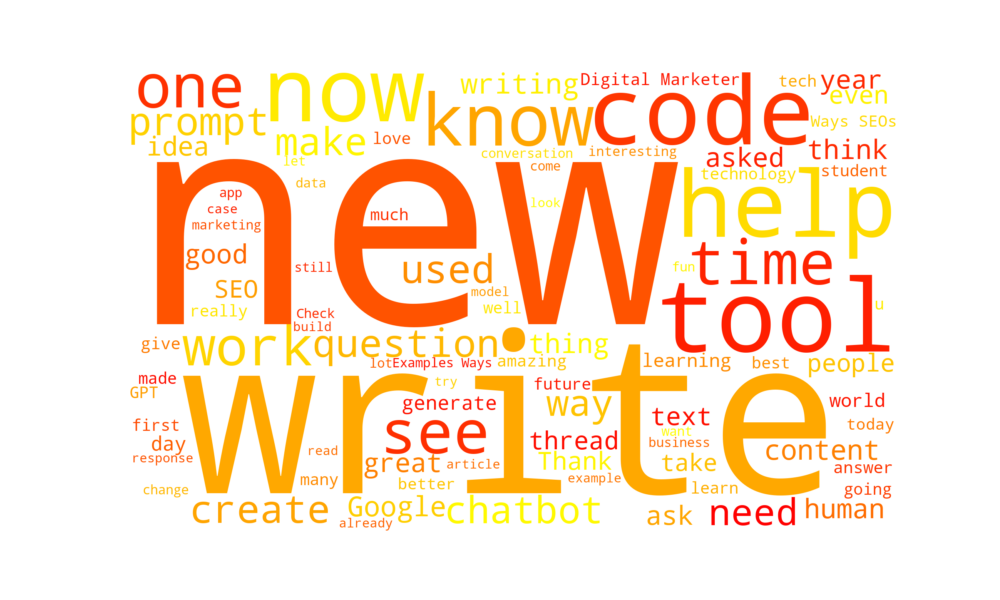 one
now
writing
Digital Marketer
tech
year
even
prompt
know
code
Ways SEOs
idea
make
love
conversation
interesting
asked
think
let
come
technology
student
new
data
app
case
much
look
help
marketing
good
still
used
time
fun
SEO
model
tool
really
well
u
Check
build
give
work
question
thing
lot
Examples Ways
amazing
learning
best
people
made
GPT
write
try
future
way
generate
text
world
first
see
thread
want
today
day
business
content
response
read
great
article
Thank
take
answer
many
better
example
change
learn
going
create
already
Google
chatbot
ask
need
human